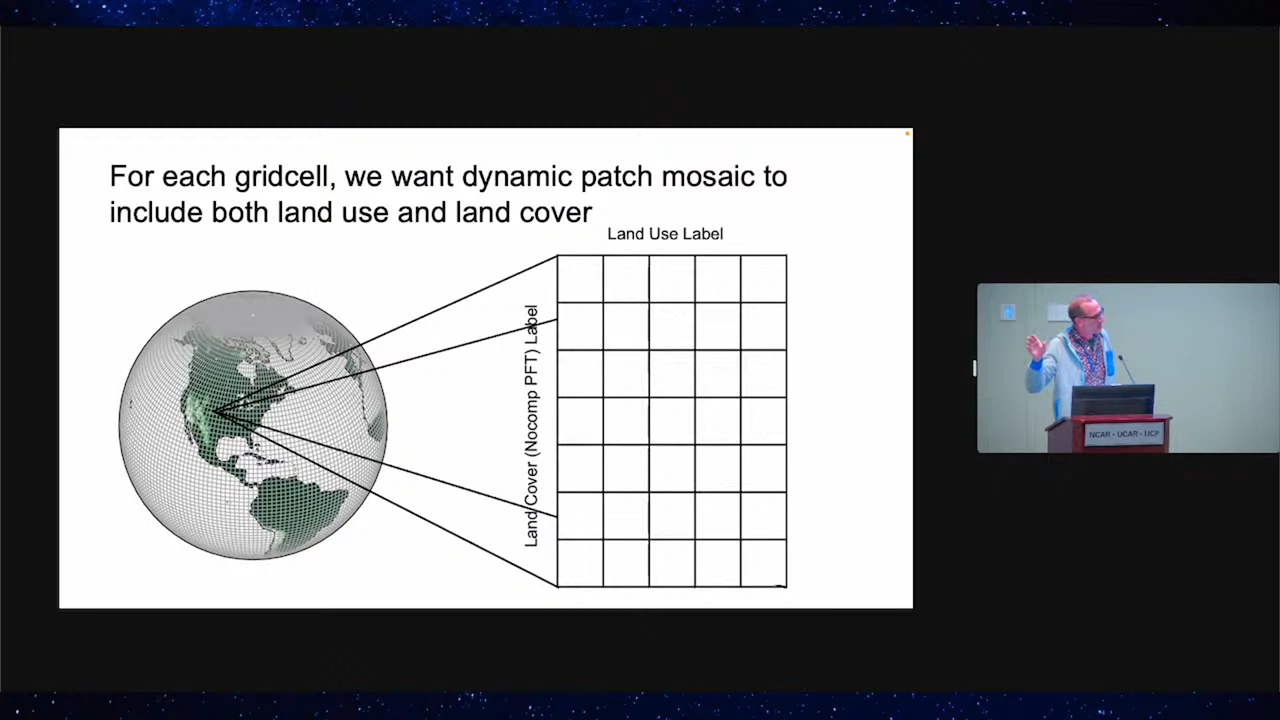 For each gridcell, we want dynamic patch mosaic to
include both land use and land cover
Land Use Label
Land Cover (Nocomp PFT) Label
NCAR • UCAR • UCP